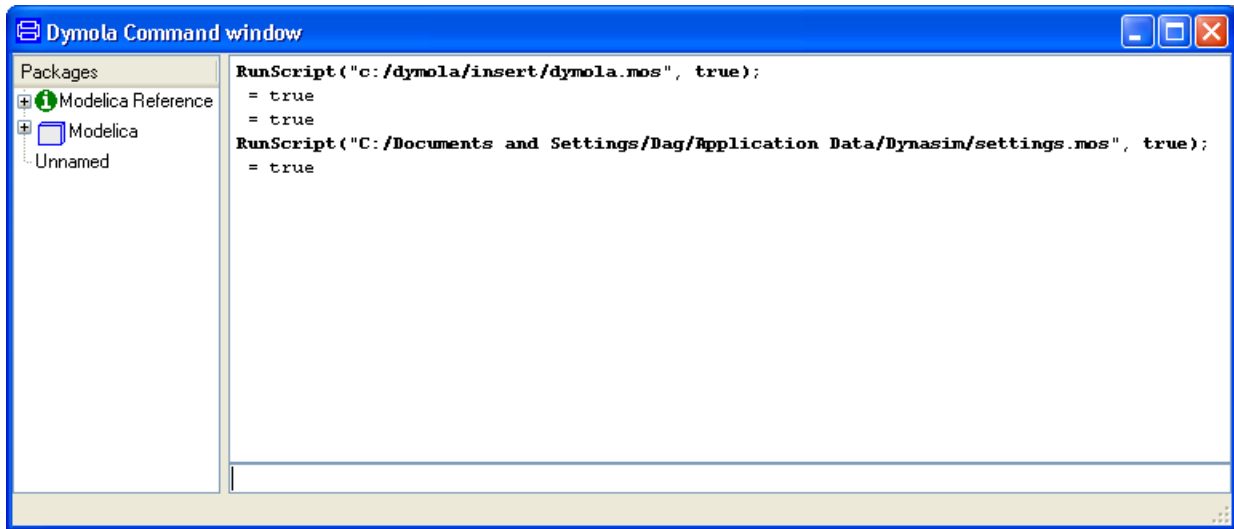 Dymola Command window
Packages
Modelica Reference
Modelica
Unnamed
RunScript("c:/dymola/insert/dymola.mos", true);
= true
= true
RunScript("C:/Documents and Settings/Dag/Application Data/Dynasim/settings.mos", true);
= true